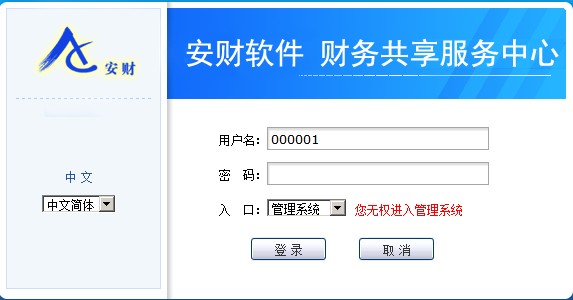 安财
安财软件 财务共享服务中心
中文
中文简体
用户名: 000001
密 码:
入 口: 管理系统 您无权进入管理系统
登 录 取 消